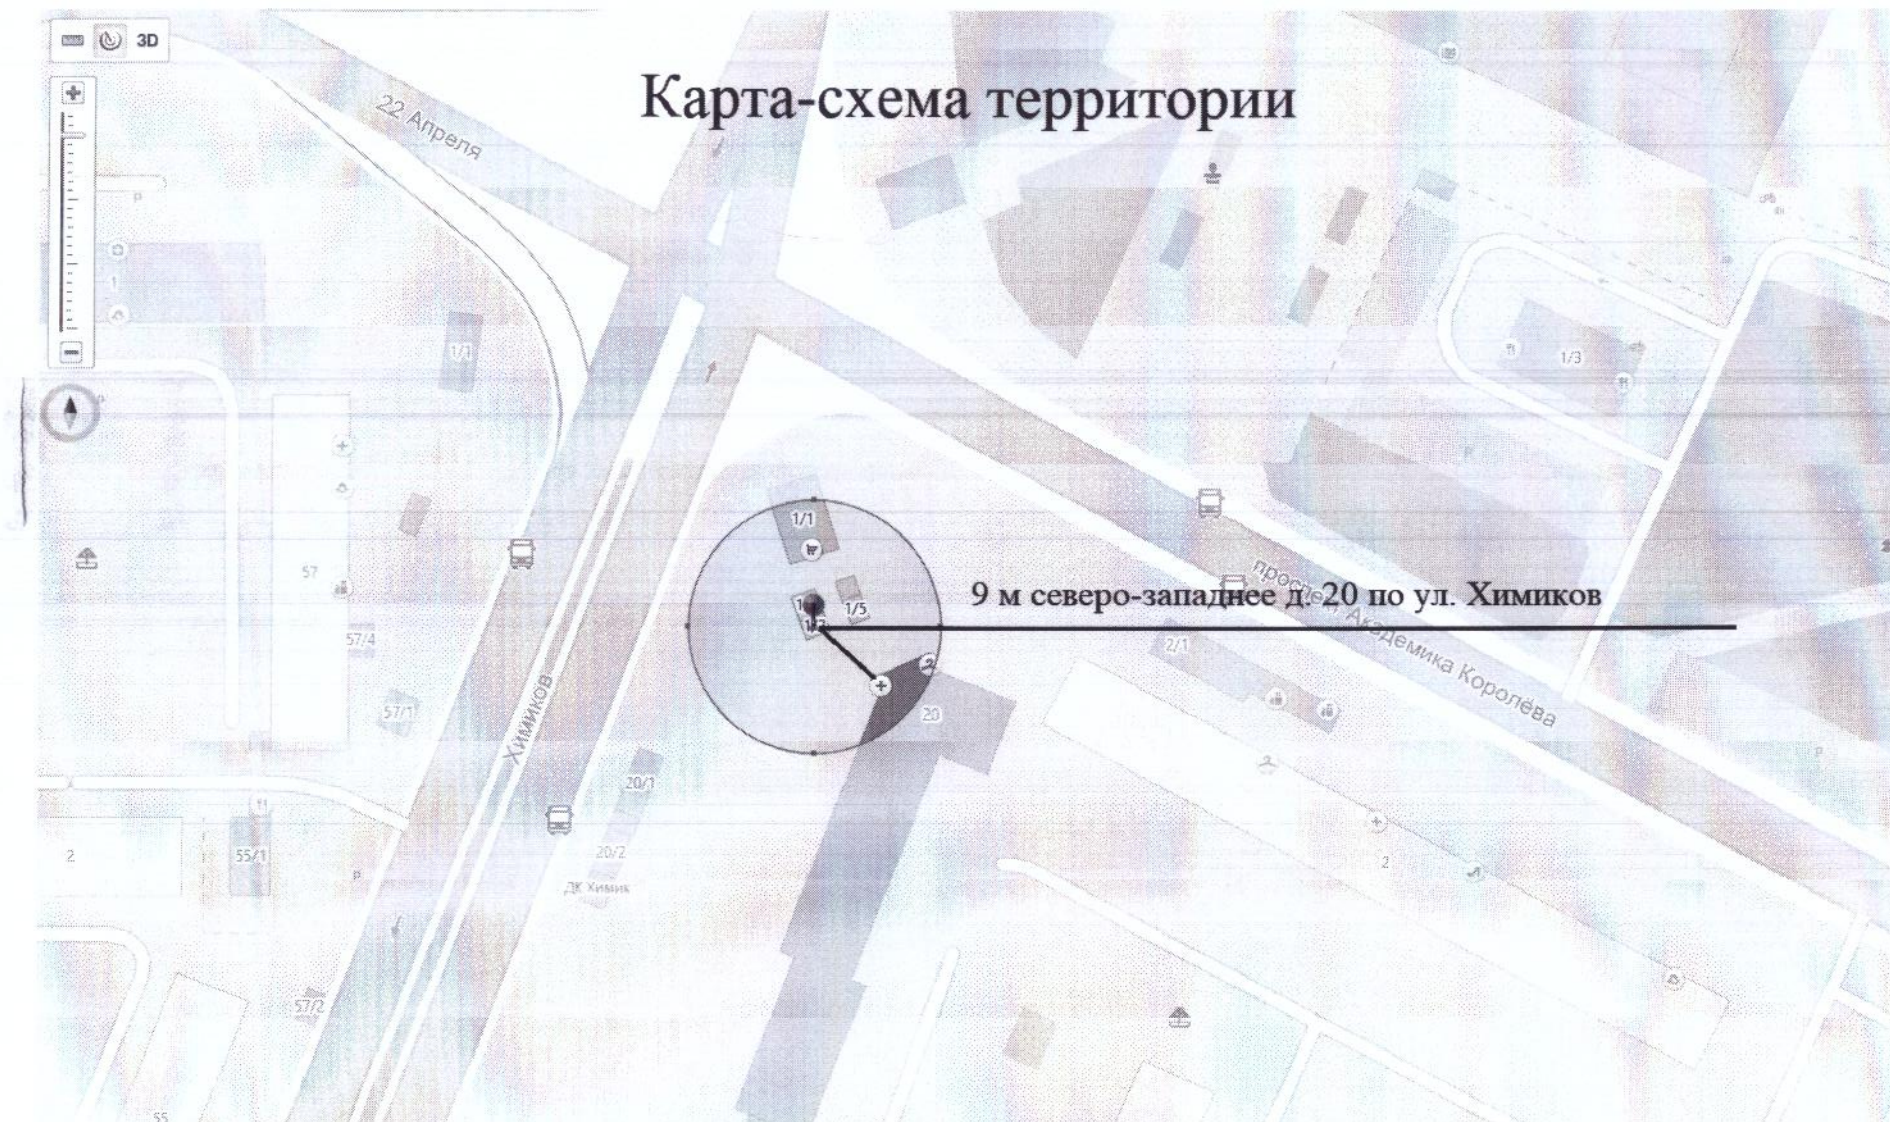 3D
Карта-схема территории
22 Апреля
1
1/1
1/3
P
57
1/1
1/5
9 м северо-западнее д. 20 по ул. Химиков
проспект Академика Королёва
57/4
2/1
57/1
Химиков
20
20/1
2
55/1
P
20/2
ДК Химик
2
57/2
55